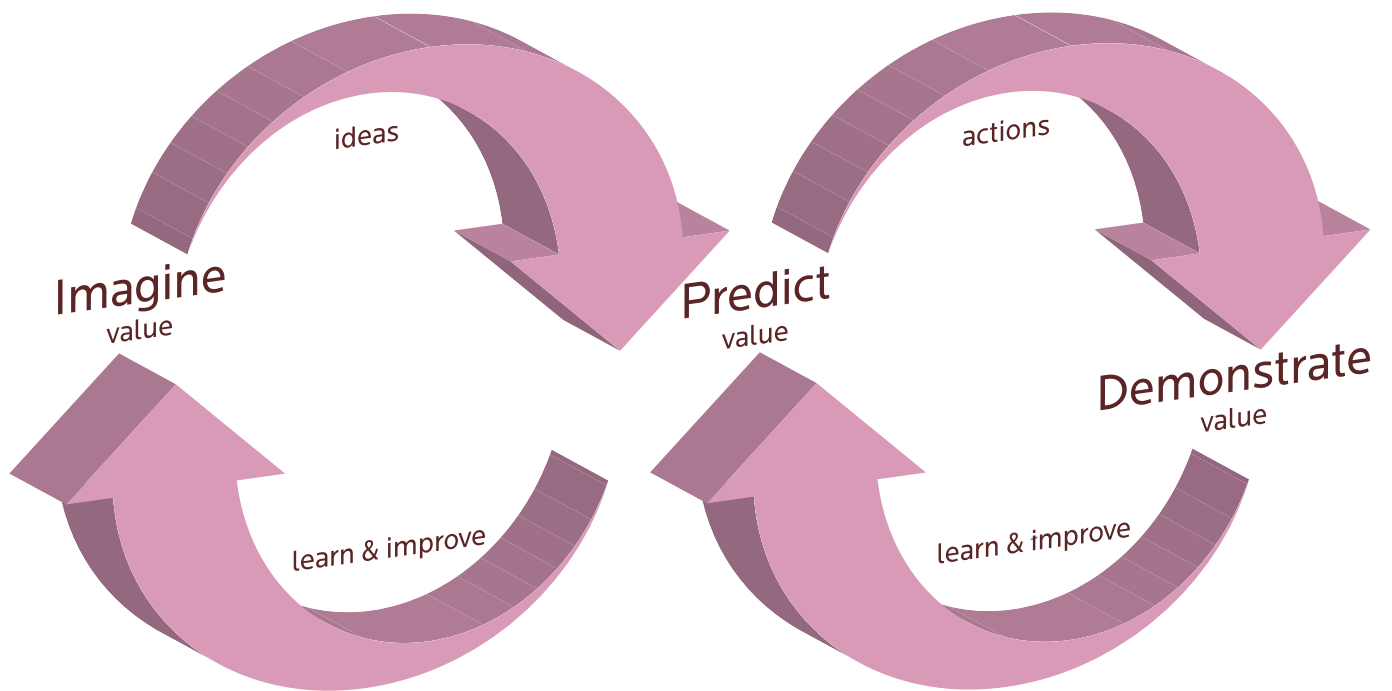 ideas
actions
Imagine
value
Predict
value
Demonstrate
value
learn & improve
learn & improve